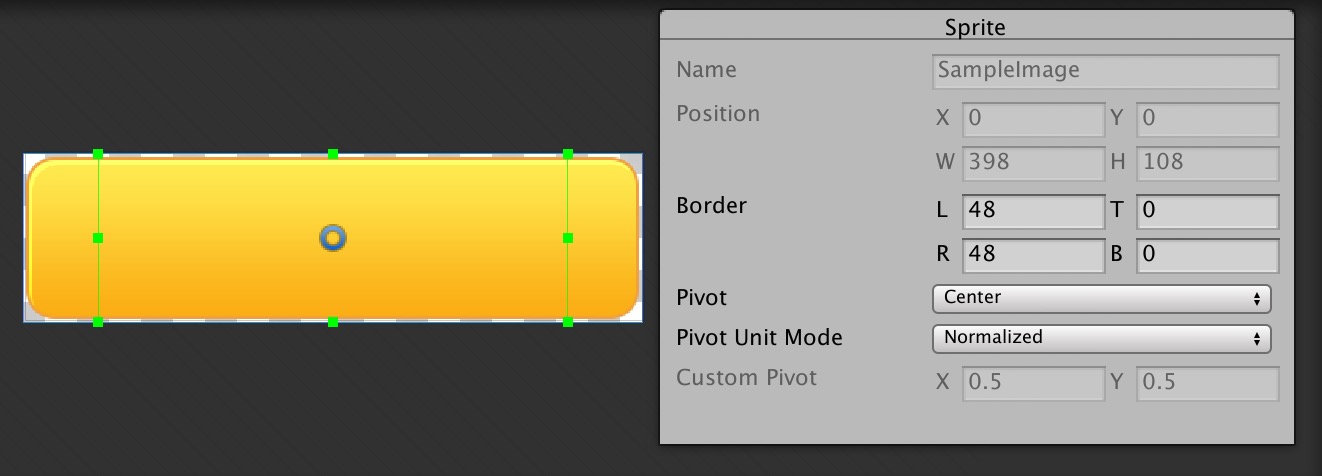 Sprite
Name SampleImage
Position X 0 Y 0
W 398 H 108
Border L 48 T 0
R 48 B 0
Pivot Center
Pivot Unit Mode Normalized
Custom Pivot X 0.5 Y 0.5